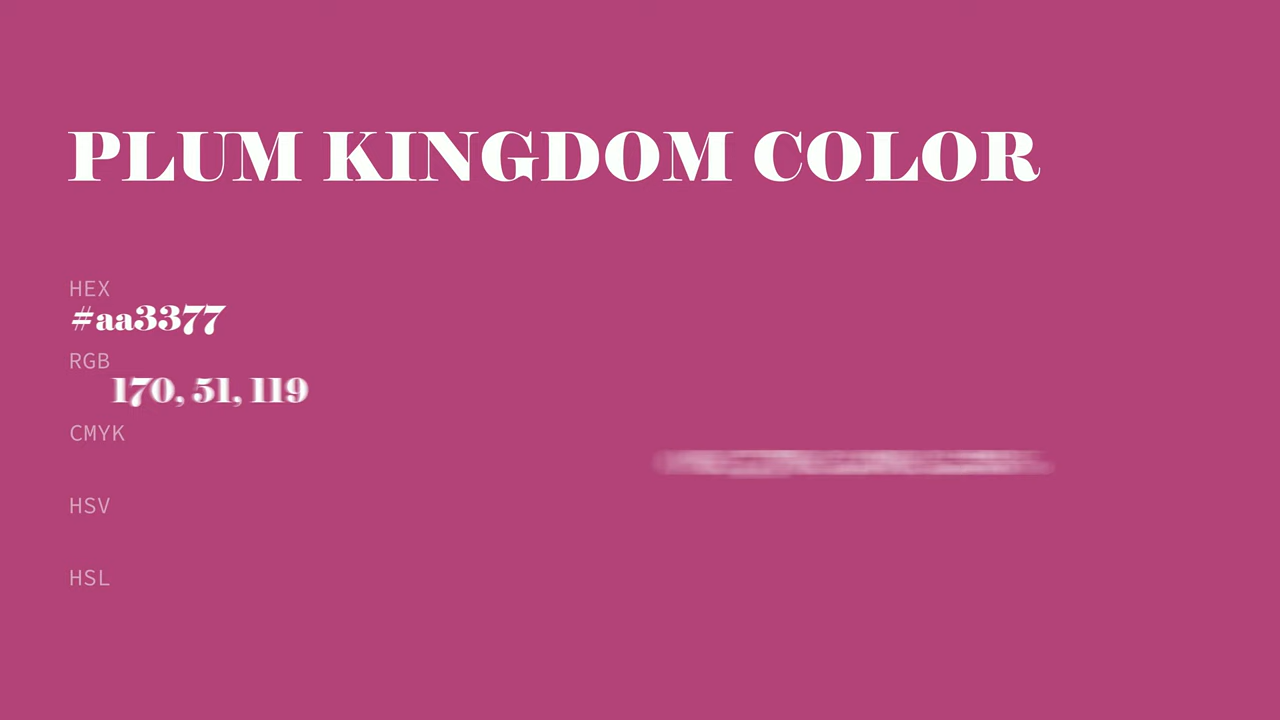 PLUM KINGDOM COLOR
HEX
#aa3377
RGB
170, 51, 119
CMYK
HSV
HSL